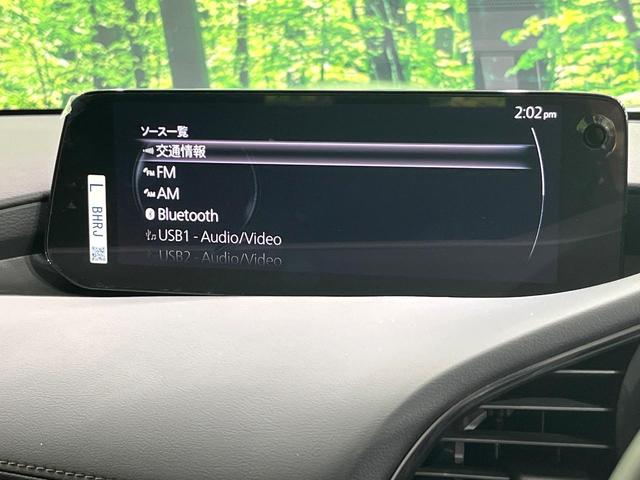 2:02pm
ソース一覧
交通情報
FM
AM
Bluetooth
USB1 - Audio/Video
USB2 - Audio/Video
L BHRJ